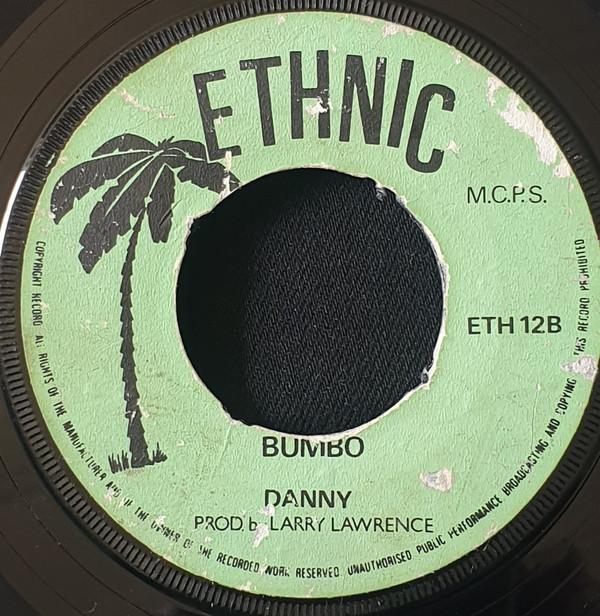 ETHNIC
M.C.P.S.
ETH 12B
BUMBO
DANNY
PROD. b LARRY LAWRENCE
COPYRIGHT RECORD ALL RIGHTS OF THE MANUFACTURER AND OF THE OWNER OF THE RECORDED WORK RESERVED. UNAUTHORISED PUBLIC PERFORMANCE BROADCASTING AND COPYING THIS RECORD PROHIBITED